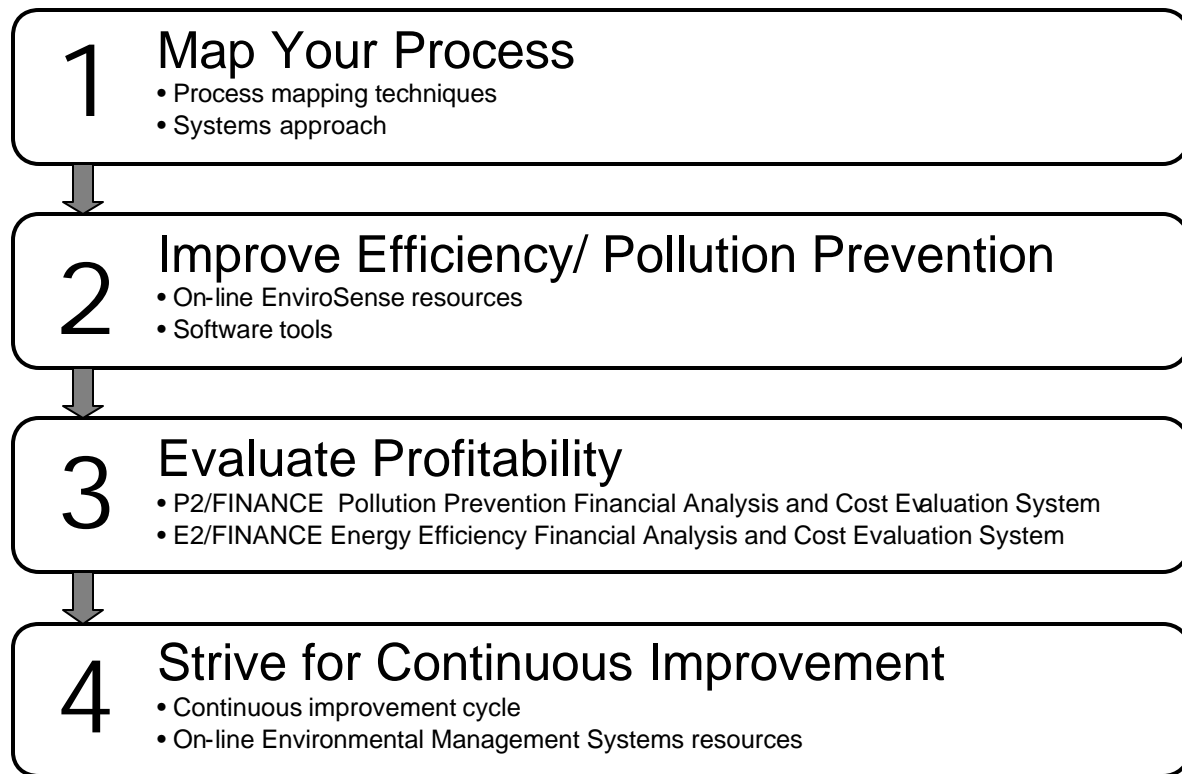 1
Map Your Process
• Process mapping techniques
• Systems approach
2
Improve Efficiency/ Pollution Prevention
• On-line EnviroSense resources
• Software tools
3
Evaluate Profitability
• P2/FINANCE  Pollution Prevention Financial Analysis and Cost Evaluation System
• E2/FINANCE Energy Efficiency Financial Analysis and Cost Evaluation System
4
Strive for Continuous Improvement
• Continuous improvement cycle
• On-line Environmental Management Systems resources